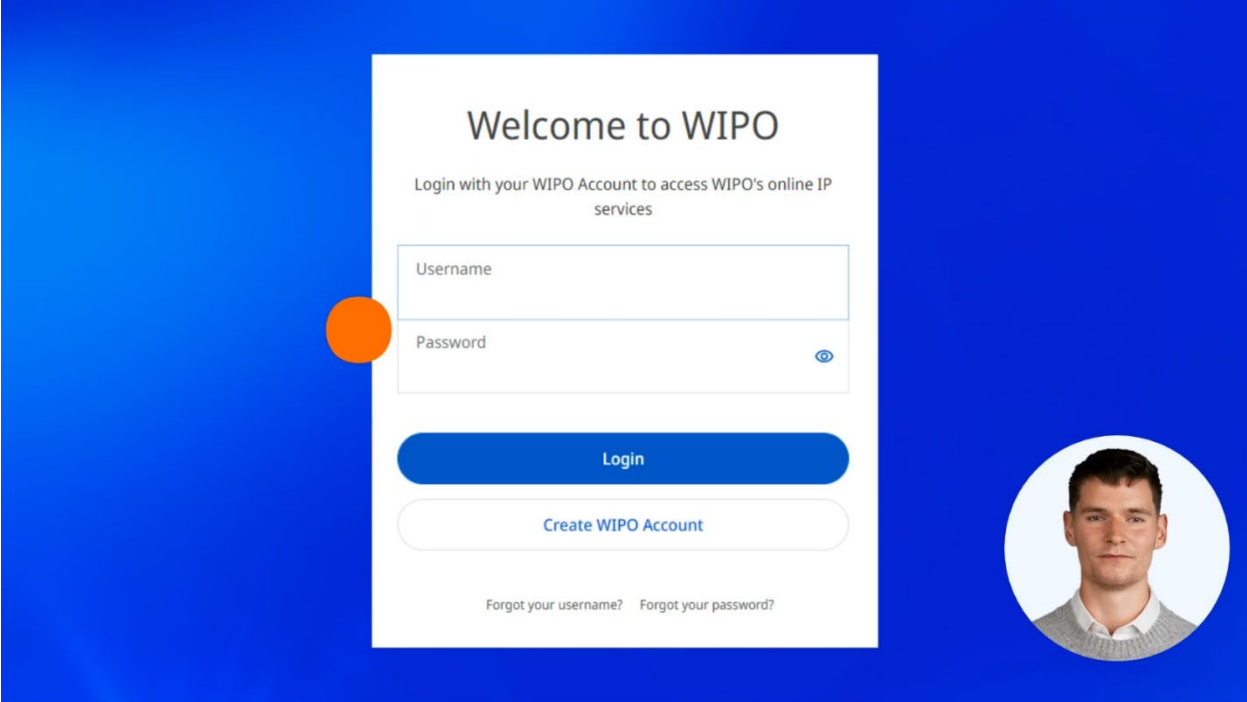 Welcome to WIPO
Login with your WIPO Account to access WIPO's online IP
services
Username
Password
Login
Create WIPO Account
Forgot your username? Forgot your password?